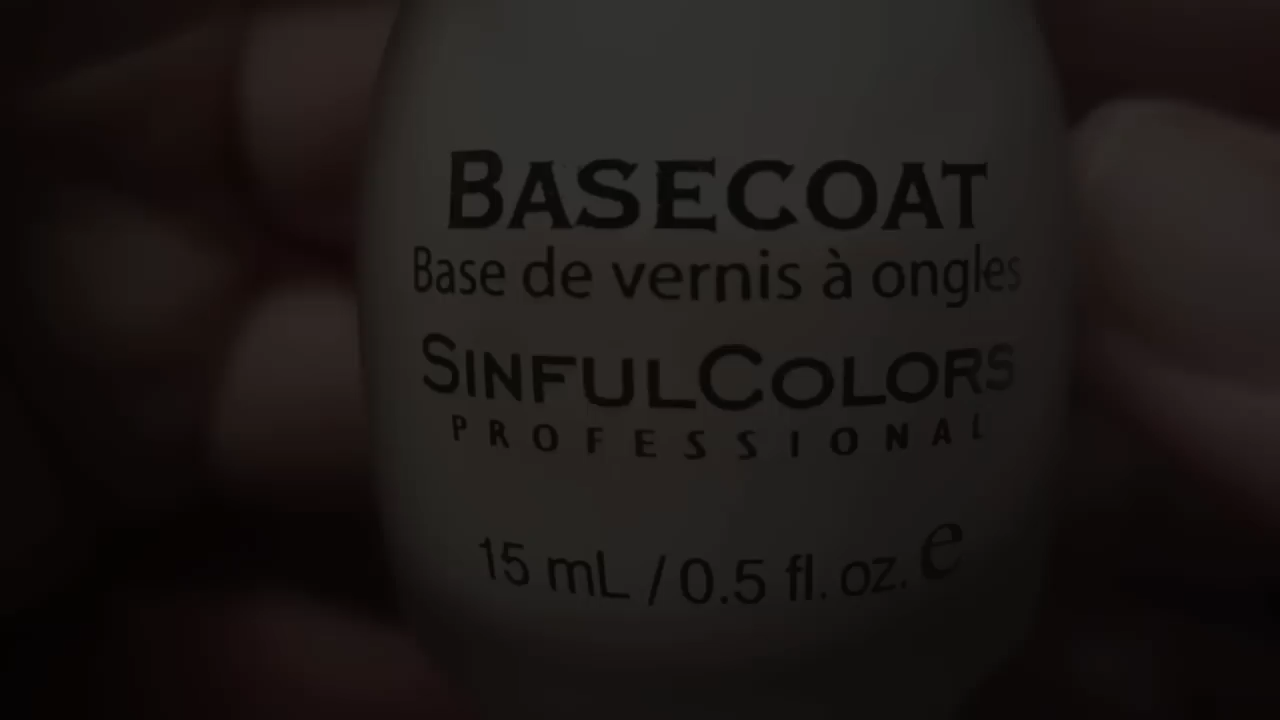 BASECOAT
Base de vernis à ongles
SINFULCOLORS
PROFESSIONAL
15 mL / 0.5 fl. oz. e